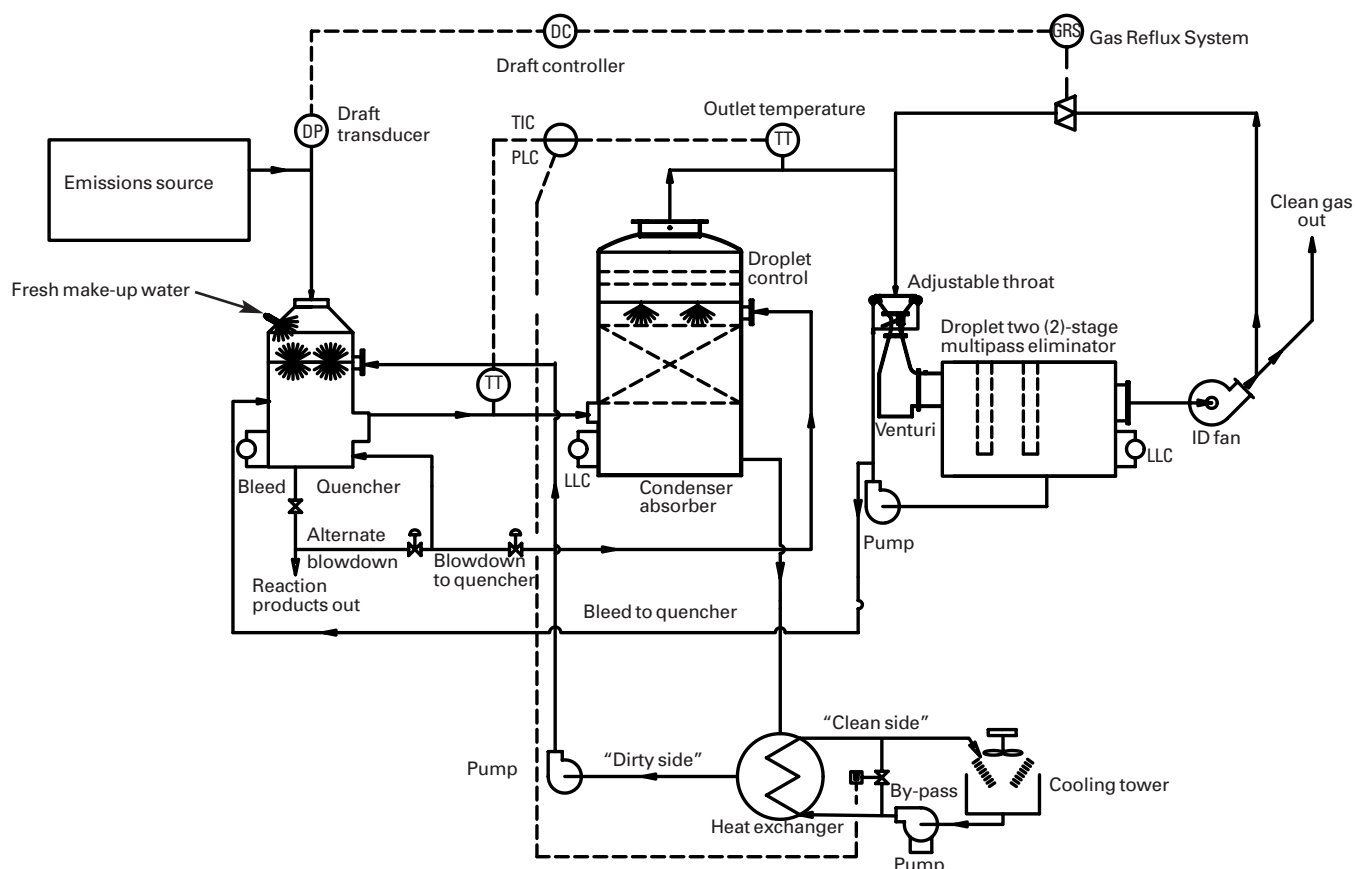 DC
Draft controller
GRS
Gas Reflux System
DP
Draft
transducer
TIC
PLC
Outlet temperature
TT
Emissions source
Clean gas
out
Fresh make-up water
Droplet
control
Adjustable throat
Droplet two (2)-stage
multipass eliminator
TT
Venturi
ID fan
LLC
LLC
Bleed
Quencher
Condenser
absorber
Pump
Alternate
blowdown
Blowdown
to quencher
Reaction
products out
Bleed to quencher
“Clean side”
“Dirty side”
Pump
By-pass
Cooling tower
Heat exchanger
Pump